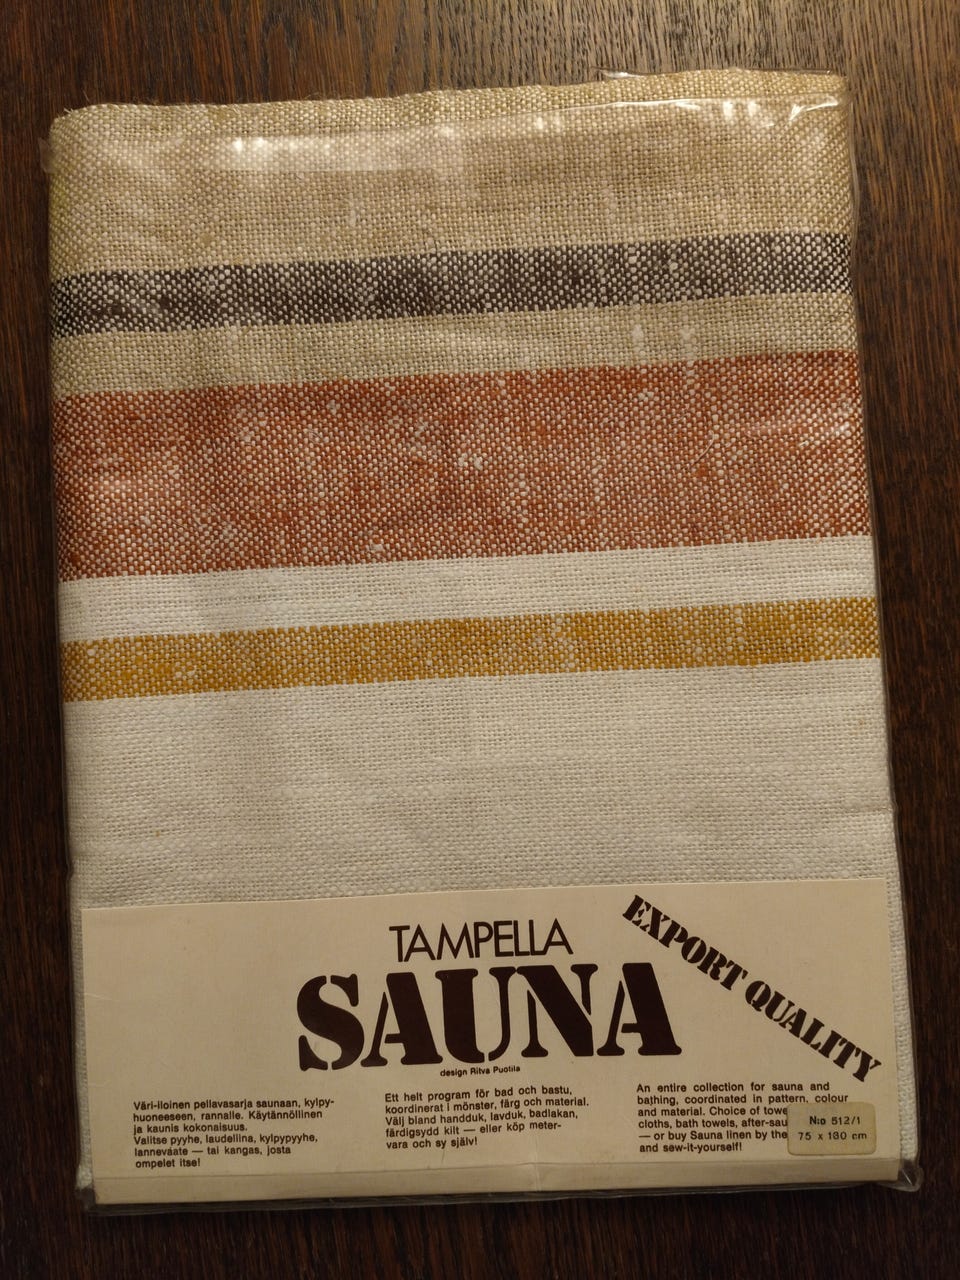 TAMPELLA
SAUNA
design Ritva Puotila
EXPORT QUALITY
Väri-iloinen pellavasarja saunaan, kylpy-
huoneeseen, rannalle. Käytännöllinen
ja kaunis kokonaisuus.
Valitse pyyhe, laudeliina, kylpypyyhe,
lannevaate — tai kangas, josta
ompelet itse!
Ett helt program för bad och bastu,
koordinerat i mönster, färg och material.
Välj bland handduk, lavduk, badlakan,
färdigsydd kilt — eller köp meter-
vara och sy själv!
An entire collection for sauna and
bathing, coordinated in pattern, colour
and material. Choice of towe
cloths, bath towels, after-sau
— or buy Sauna linen by the
and sew-it-yourself!
N:o 512/1
75 x 130 cm